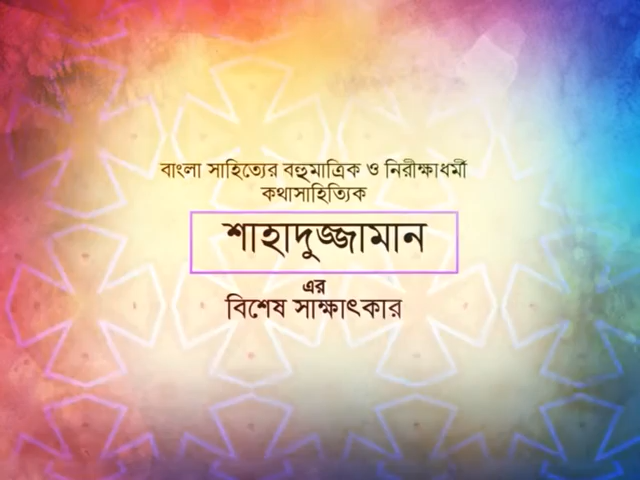 বাংলা সাহিত্যের বহুমাত্রিক ও নিরীক্ষাধর্মী
কথাসাহিত্যিক
শাহাদুজ্জামান
এর
বিশেষ সাক্ষাৎকার